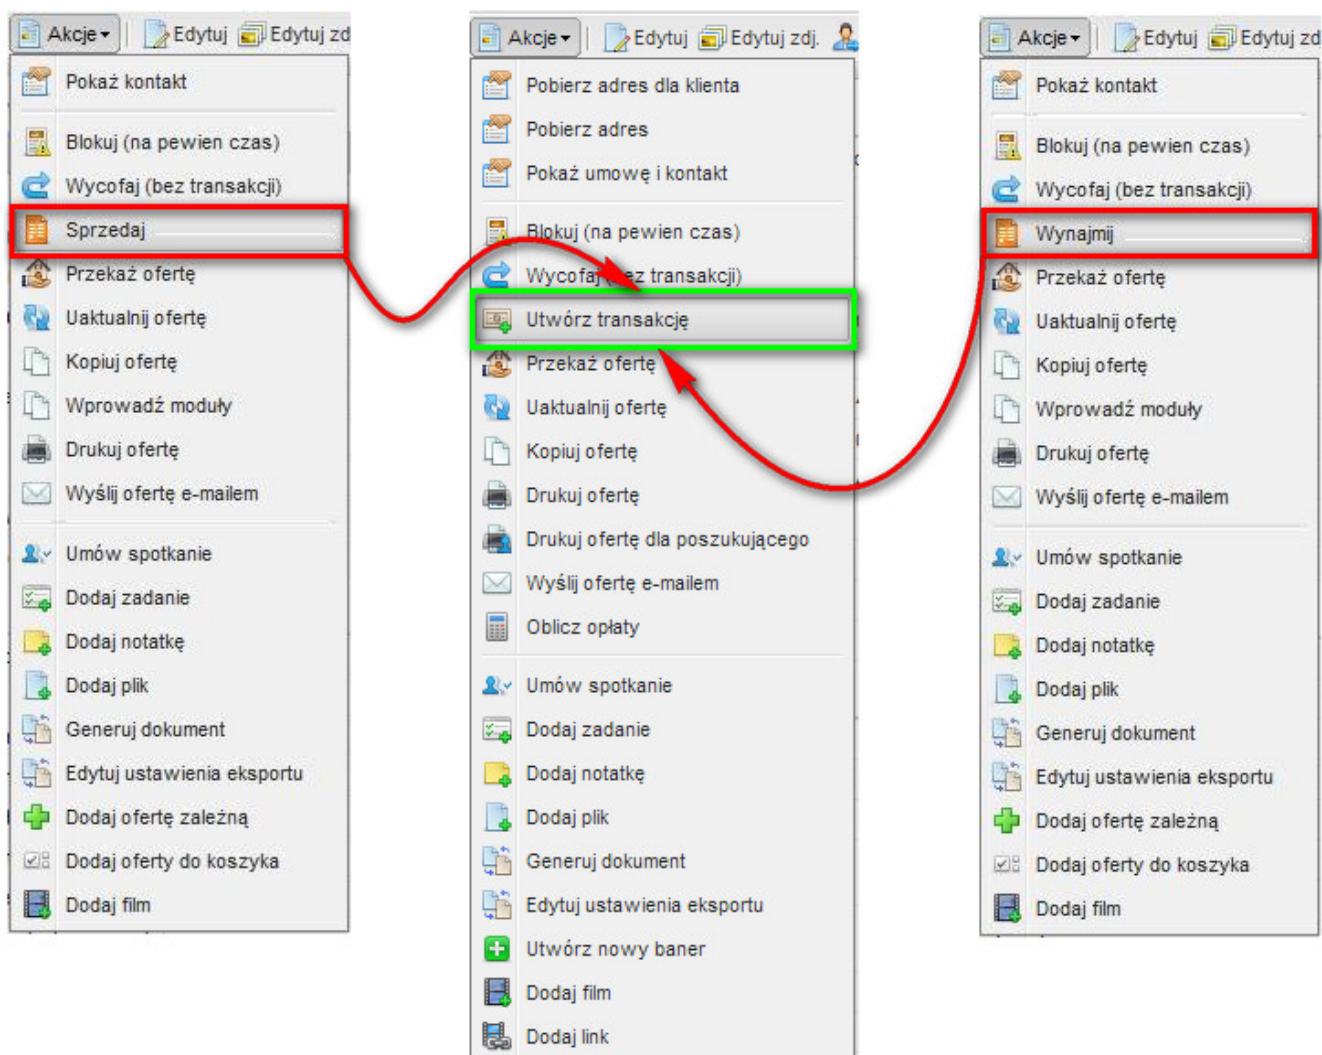 Akcje
Edytuj
Edytuj zd
Pokaż kontakt
Blokuj (na pewien czas)
Wycofaj (bez transakcji)
Sprzedaj
Przekaż ofertę
Uaktualnij ofertę
Kopiuj ofertę
Wprowadź moduły
Drukuj ofertę
Wyślij ofertę e-mailem
Umów spotkanie
Dodaj zadanie
Dodaj notatkę
Dodaj plik
Generuj dokument
Edytuj ustawienia eksportu
Dodaj ofertę zależną
Dodaj oferty do koszyka
Dodaj film
Akcje
Edytuj
Edytuj zdj.
Pobierz adres dla klienta
Pobierz adres
Pokaż umowę i kontakt
Blokuj (na pewien czas)
Wycofaj (bez transakcji)
Utwórz transakcję
Przekaż ofertę
Uaktualnij ofertę
Kopiuj ofertę
Drukuj ofertę
Drukuj ofertę dla poszukującego
Wyślij ofertę e-mailem
Oblicz opłaty
Umów spotkanie
Dodaj zadanie
Dodaj notatkę
Dodaj plik
Generuj dokument
Edytuj ustawienia eksportu
Utwórz nowy baner
Dodaj film
Dodaj link
Akcje
Edytuj
Edytuj zd
Pokaż kontakt
Blokuj (na pewien czas)
Wycofaj (bez transakcji)
Wynajmij
Przekaż ofertę
Uaktualnij ofertę
Kopiuj ofertę
Wprowadź moduły
Drukuj ofertę
Wyślij ofertę e-mailem
Umów spotkanie
Dodaj zadanie
Dodaj notatkę
Dodaj plik
Generuj dokument
Edytuj ustawienia eksportu
Dodaj ofertę zależną
Dodaj oferty do koszyka
Dodaj film